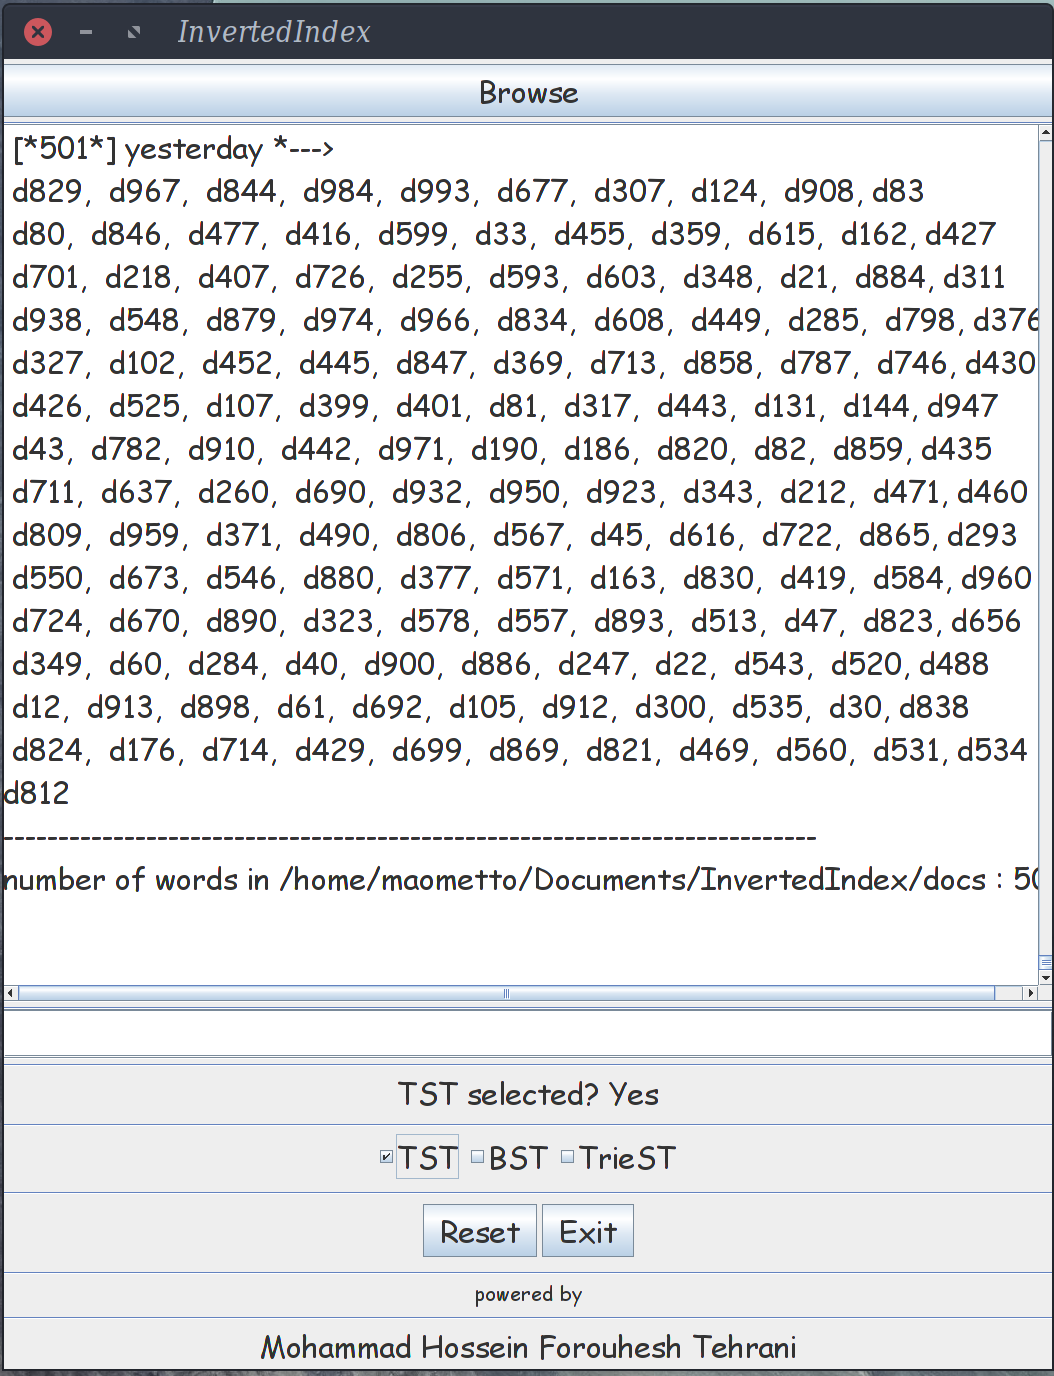 InvertedIndex
Browse
[*501*] yesterday *--->
d829, d967, d844, d984, d993, d677, d307, d124, d908, d83
d80, d846, d477, d416, d599, d33, d455, d359, d615, d162, d427
d701, d218, d407, d726, d255, d593, d603, d348, d21, d884, d311
d938, d548, d879, d974, d966, d834, d608, d449, d285, d798, d376
d327, d102, d452, d445, d847, d369, d713, d858, d787, d746, d430
d426, d525, d107, d399, d401, d81, d317, d443, d131, d144, d947
d43, d782, d910, d442, d971, d190, d186, d820, d82, d859, d435
d711, d637, d260, d690, d932, d950, d923, d343, d212, d471, d460
d809, d959, d371, d490, d806, d567, d45, d616, d722, d865, d293
d550, d673, d546, d880, d377, d571, d163, d830, d419, d584, d960
d724, d670, d890, d323, d578, d557, d893, d513, d47, d823, d656
d349, d60, d284, d40, d900, d886, d247, d22, d543, d520, d488
d12, d913, d898, d61, d692, d105, d912, d300, d535, d30, d838
d824, d176, d714, d429, d699, d869, d821, d469, d560, d531, d534
d812
--------------------------------------------------------------------------
number of words in /home/maometto/Documents/InvertedIndex/docs : 50
TST selected? Yes
TST BST TrieST
Reset Exit
powered by
Mohammad Hossein Forouhesh Tehrani